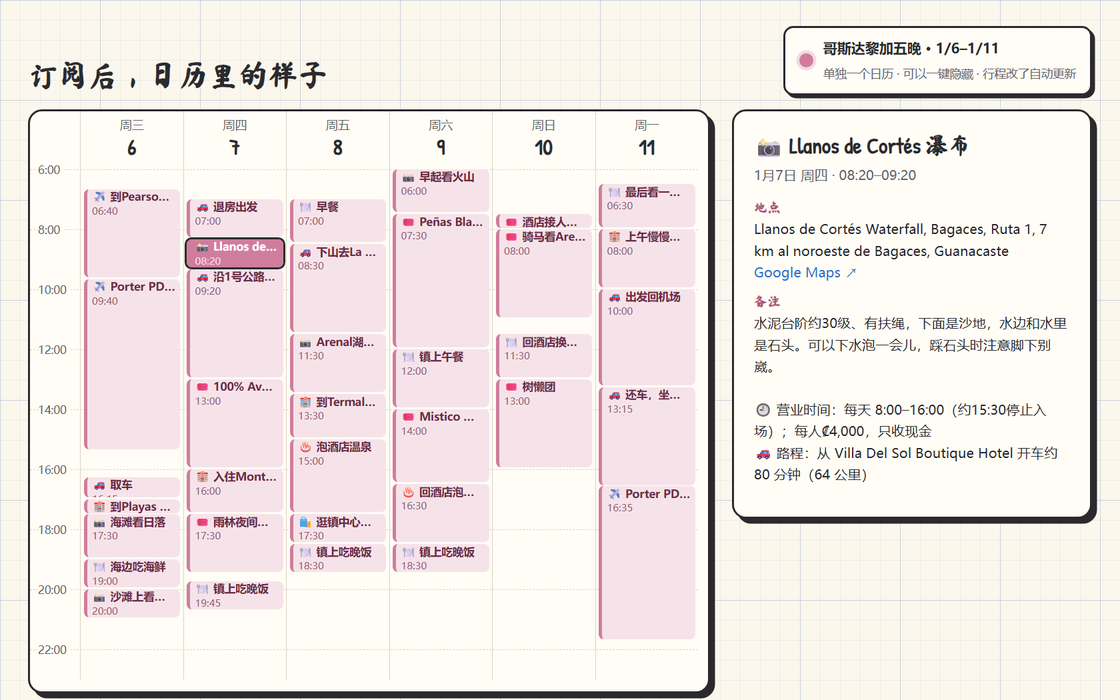 订阅后，日历里的样子
哥斯达黎加五晚 · 1/6–1/11
单独一个日历 · 可以一键隐藏 · 行程改了自动更新
周三
6
周四
7
周五
8
周六
9
周日
10
周一
11
6:00
8:00
10:00
12:00
14:00
16:00
18:00
20:00
22:00
到Pearso...
06:40
Porter PD...
09:40
取车
到Playas ...
海滩看日落
17:30
海边吃海鲜
19:00
沙滩上看...
20:00
退房出发
07:00
Llanos de...
08:20
沿1号公路...
09:20
100% Av...
13:00
入住Mont...
16:00
雨林夜间...
17:30
镇上吃晚饭
19:45
早餐
07:00
下山去La ...
08:30
Arenal湖...
11:30
到Termal...
13:30
泡酒店温泉
15:00
逛镇中心...
17:30
镇上吃晚饭
18:30
早起看火山
06:00
Peñas Bla...
07:30
镇上午餐
12:00
Mistico ...
14:00
回酒店泡...
16:30
镇上吃晚饭
18:30
酒店接人...
骑马看Are...
08:00
回酒店换...
11:30
树懒团
13:00
最后看一...
06:30
上午慢慢...
08:00
出发回机场
10:00
还车，坐...
13:15
Porter PD...
16:35
Llanos de Cortés 瀑布
1月7日 周四 · 08:20–09:20
地点
Llanos de Cortés Waterfall, Bagaces, Ruta 1, 7
km al noroeste de Bagaces, Guanacaste
Google Maps ↗
备注
水泥台阶约30级、有扶绳，下面是沙地，水边和水里
是石头。可以下水泡一会儿，踩石头时注意脚下别
崴。
营业时间：每天 8:00–16:00（约15:30停止入
场）；每人₡4,000，只收现金
路程：从 Villa Del Sol Boutique Hotel 开车约
80 分钟（64 公里）